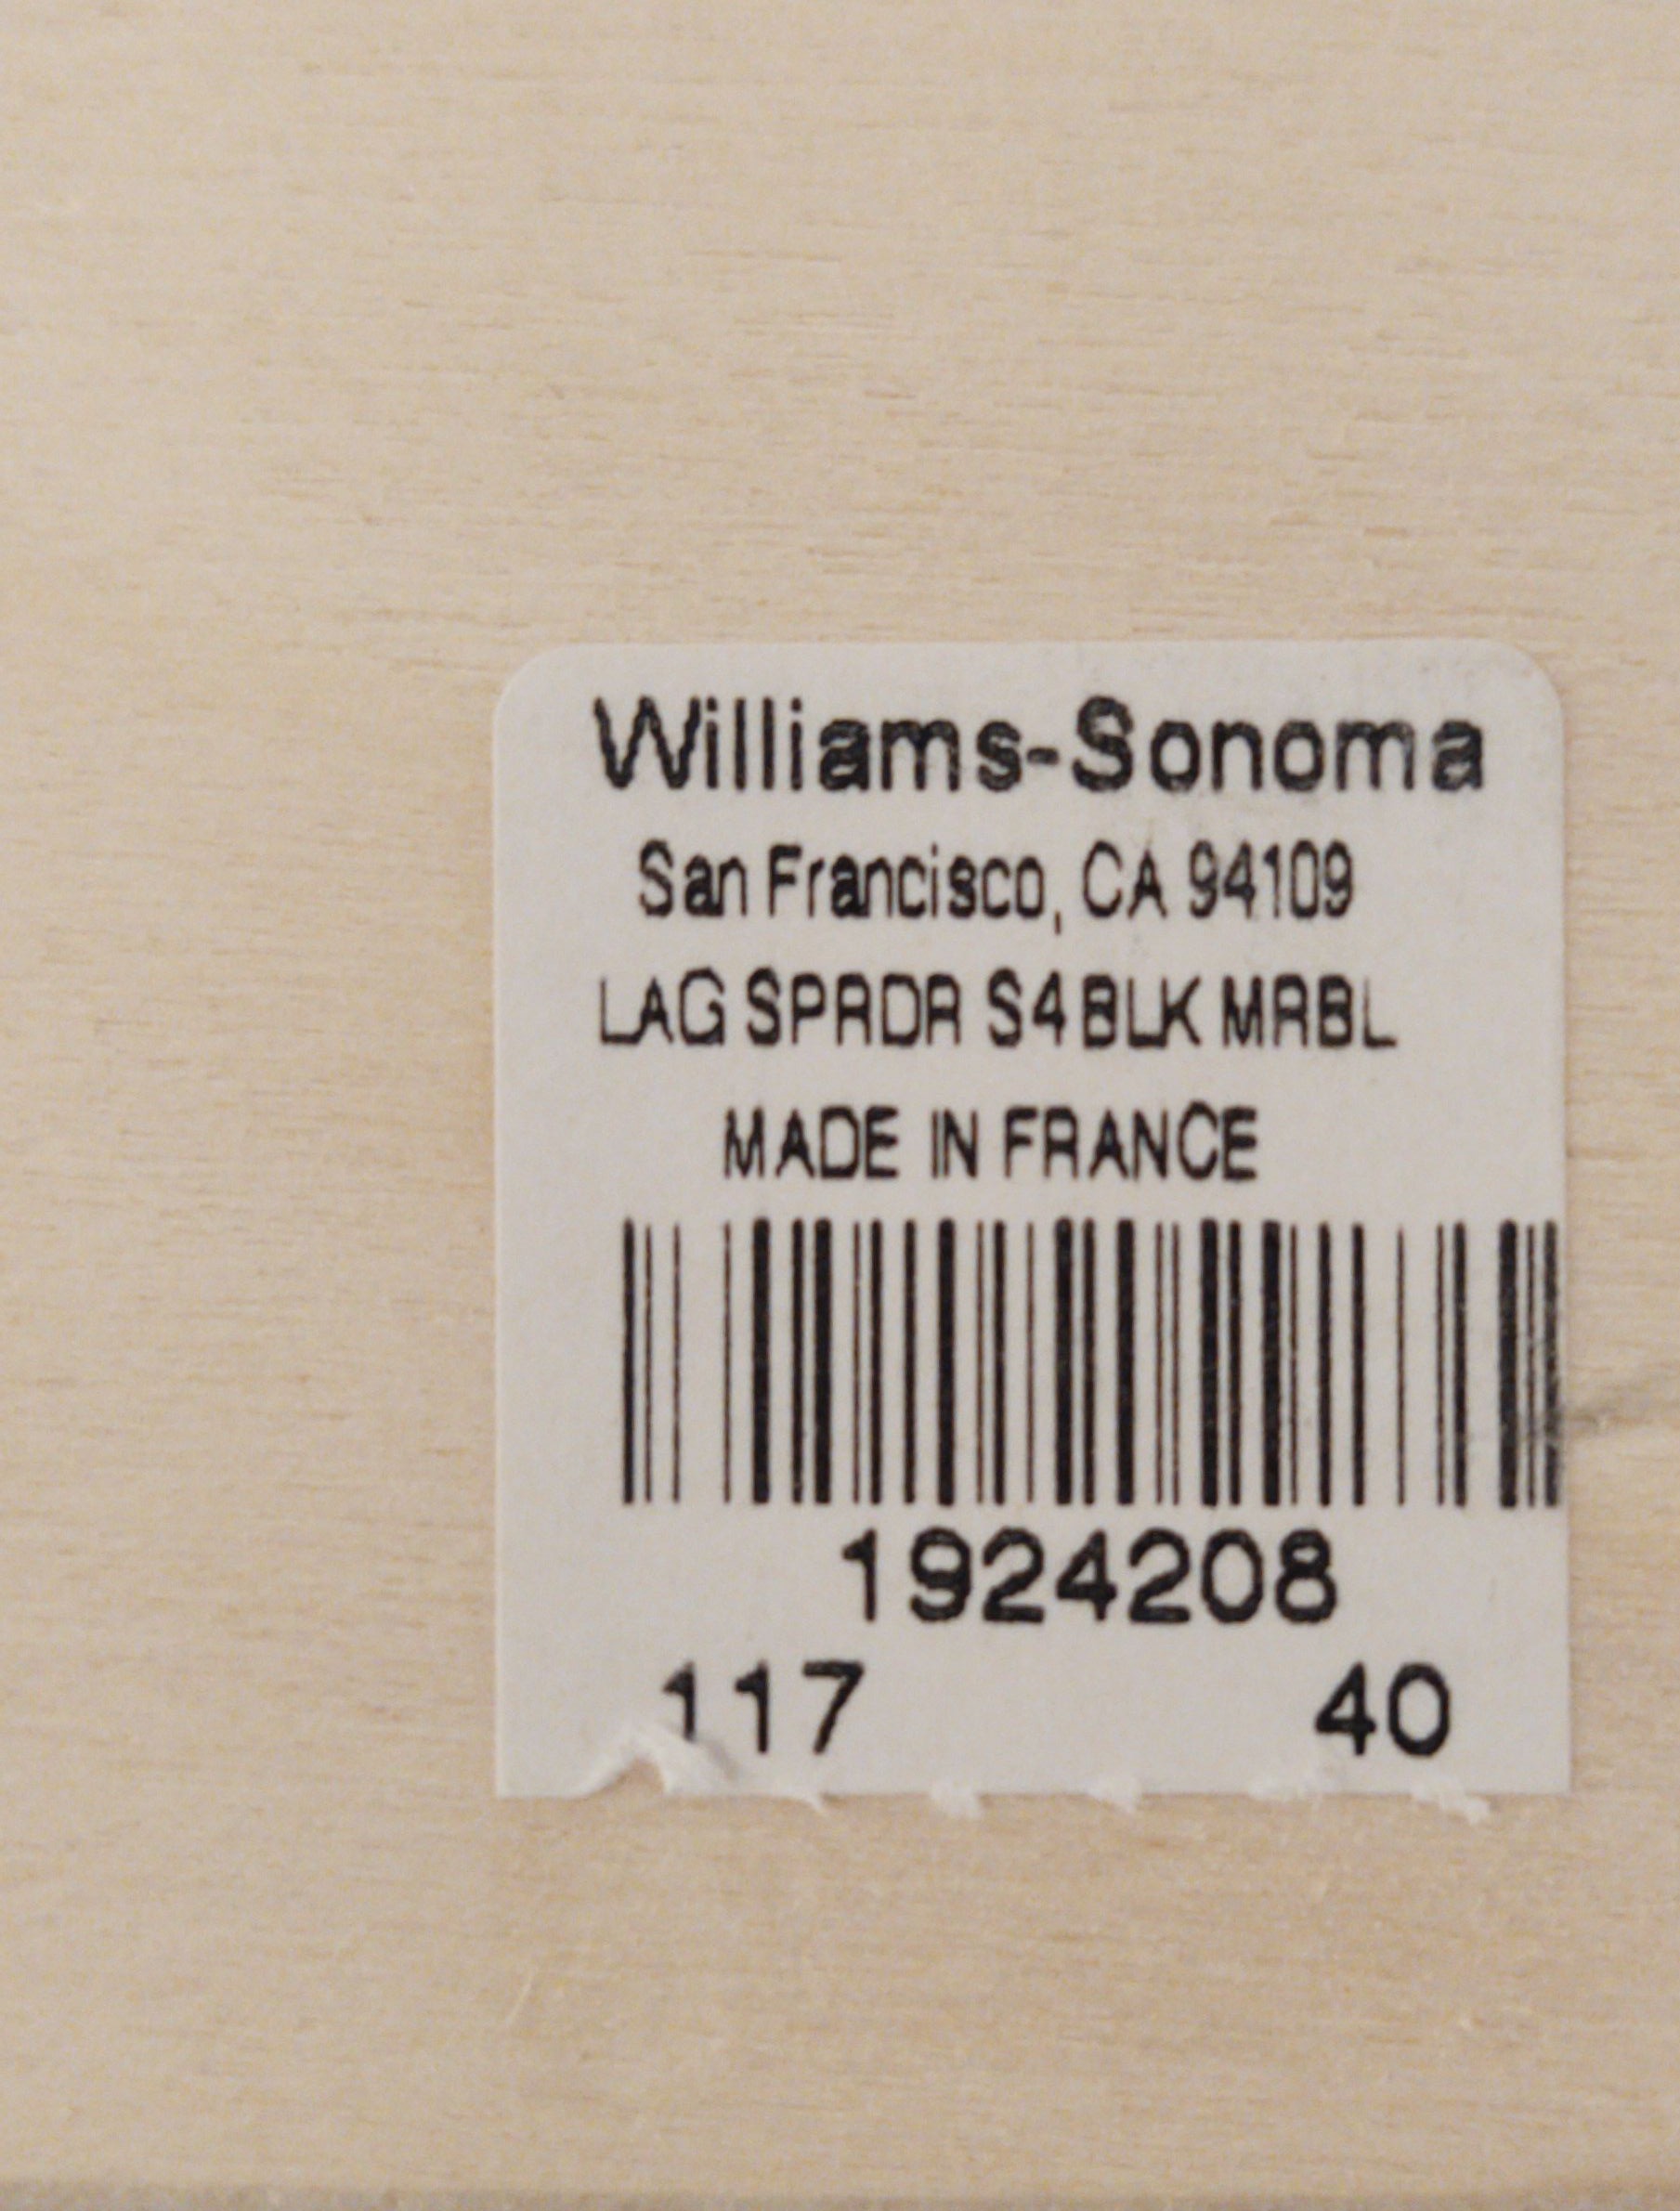 Williams-Sonoma
San Francisco, CA 94109
LAG SPRDR S4 BLK MRBL
MADE IN FRANCE
1924208
117 40